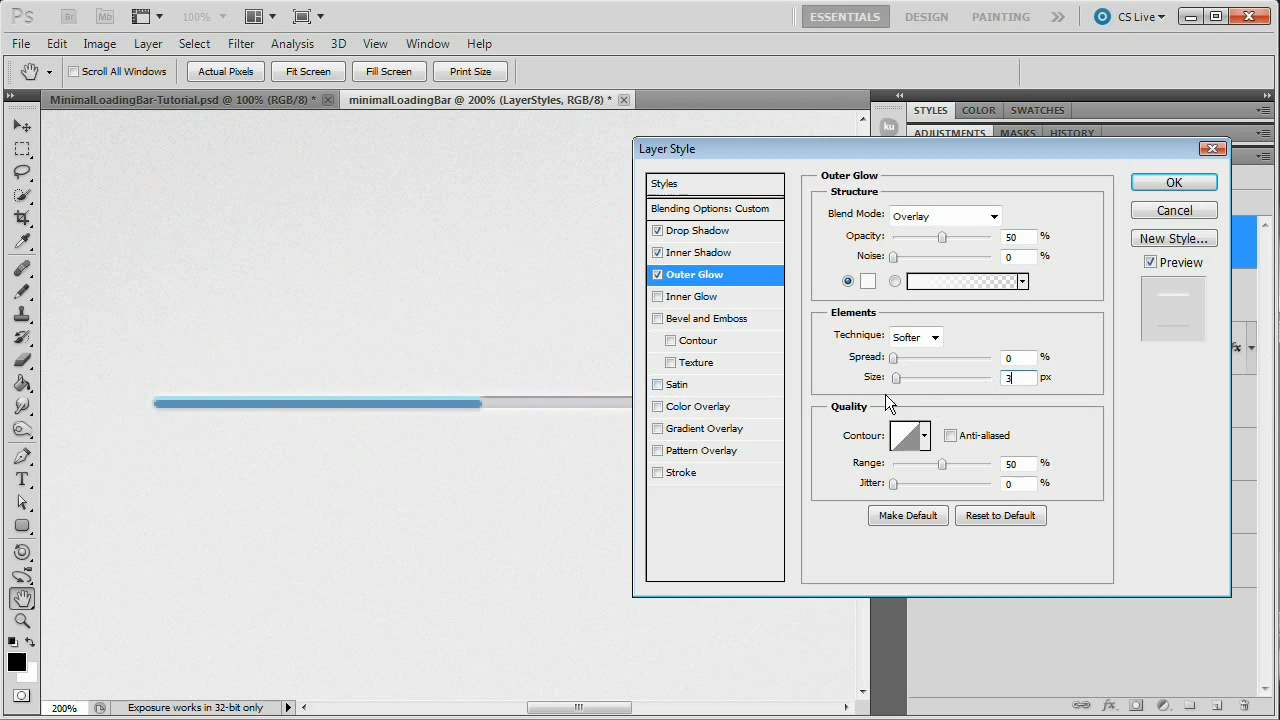 Ps Br Mb 100% ESSENTIALS DESIGN PAINTING CS Live
File Edit Image Layer Select Filter Analysis 3D View Window Help
Scroll All Windows Actual Pixels Fit Screen Fill Screen Print Size
MinimalLoadingBar-Tutorial.psd @ 100% (RGB/8) * minimalLoadingBar @ 200% (LayerStyles, RGB/8) *
STYLES COLOR SWATCHES
ku ADJUSTMENTS MASKS HISTORY
Layer Style
Styles
Blending Options: Custom
Drop Shadow
Inner Shadow
Outer Glow
Inner Glow
Bevel and Emboss
Contour
Texture
Satin
Color Overlay
Gradient Overlay
Pattern Overlay
Stroke
Outer Glow
Structure
Blend Mode: Overlay
Opacity: 50 %
Noise: 0 %
Elements
Technique: Softer
Spread: 0 %
Size: 3 px
Quality
Contour: Anti-aliased
Range: 50 %
Jitter: 0 %
Make Default Reset to Default
OK
Cancel
New Style...
Preview
fx
T
200% Exposure works in 32-bit only
fx